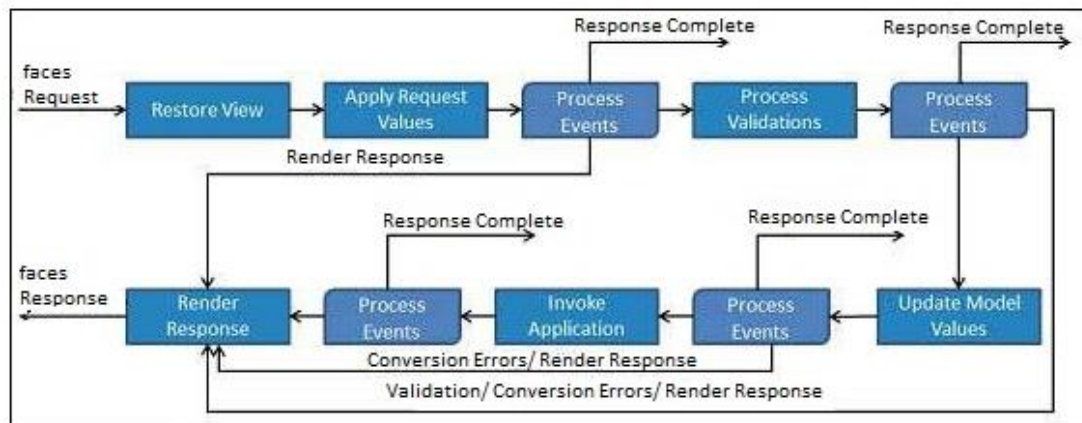 Response Complete
Response Complete
faces
Request
Restore View
Apply Request
Values
Process
Events
Process
Validations
Process
Events
Render Response
Response Complete
Response Complete
faces
Response
Render
Response
Process
Events
Invoke
Application
Process
Events
Update Model
Values
Conversion Errors/ Render Response
Validation/ Conversion Errors/ Render Response